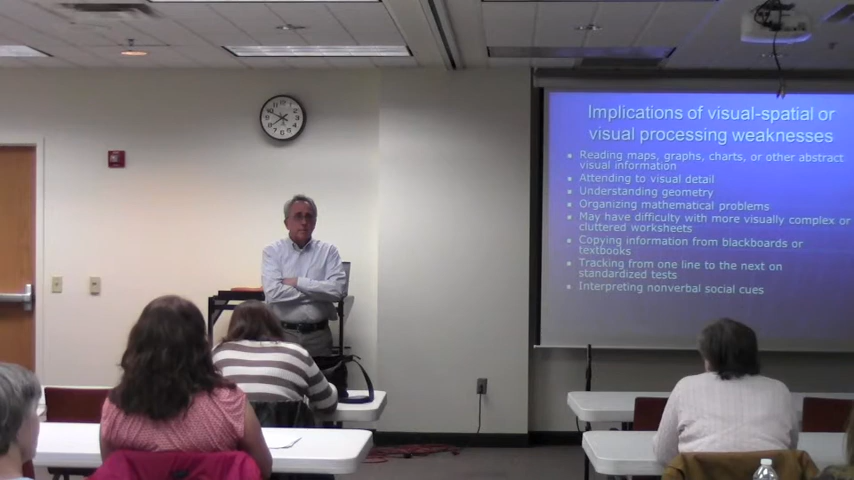 Implications of visual-spatial or
visual processing weaknesses
Reading maps, graphs, charts, or other abstract
visual information
Attending to visual detail
Understanding geometry
Organizing mathematical problems
May have difficulty with more visually complex or
cluttered worksheets
Copying information from blackboards or
textbooks
Tracking from one line to the next on
standardized tests
Interpreting nonverbal social cues